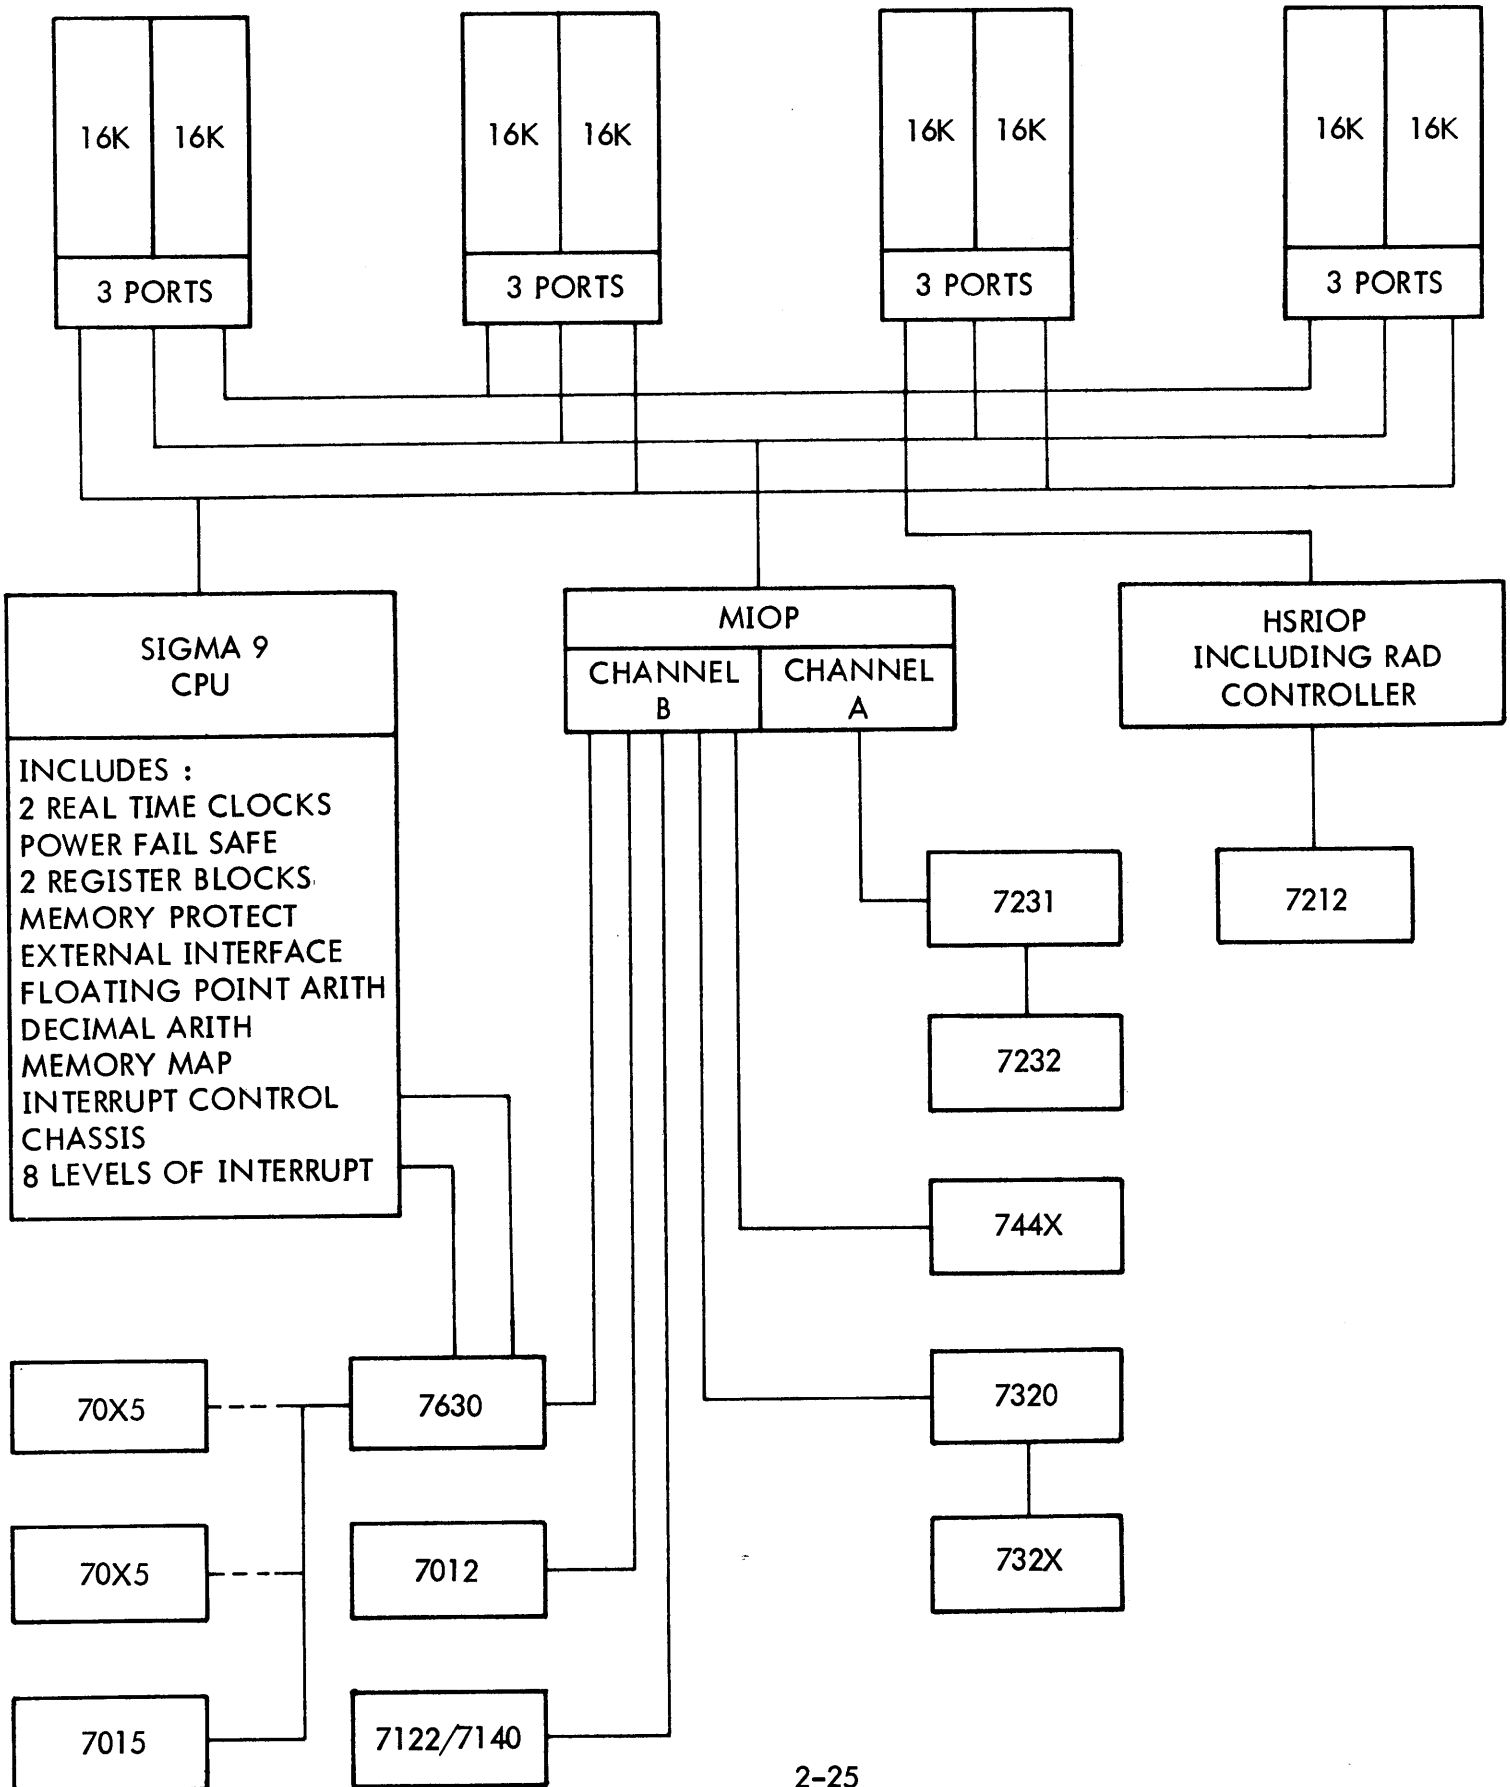 16K 16K 16K 16K 16K 16K 16K 16K
3 PORTS 3 PORTS 3 PORTS 3 PORTS
SIGMA 9
CPU
INCLUDES :
2 REAL TIME CLOCKS
POWER FAIL SAFE
2 REGISTER BLOCKS
MEMORY PROTECT
EXTERNAL INTERFACE
FLOATING POINT ARITH
DECIMAL ARITH
MEMORY MAP
INTERRUPT CONTROL
CHASSIS
8 LEVELS OF INTERRUPT
MIOP
CHANNEL
B
CHANNEL
A
HSRIOP
INCLUDING RAD
CONTROLLER
7231
7212
7232
744X
70X5
7630
7320
70X5
7012
732X
7015
7122/7140
2-25